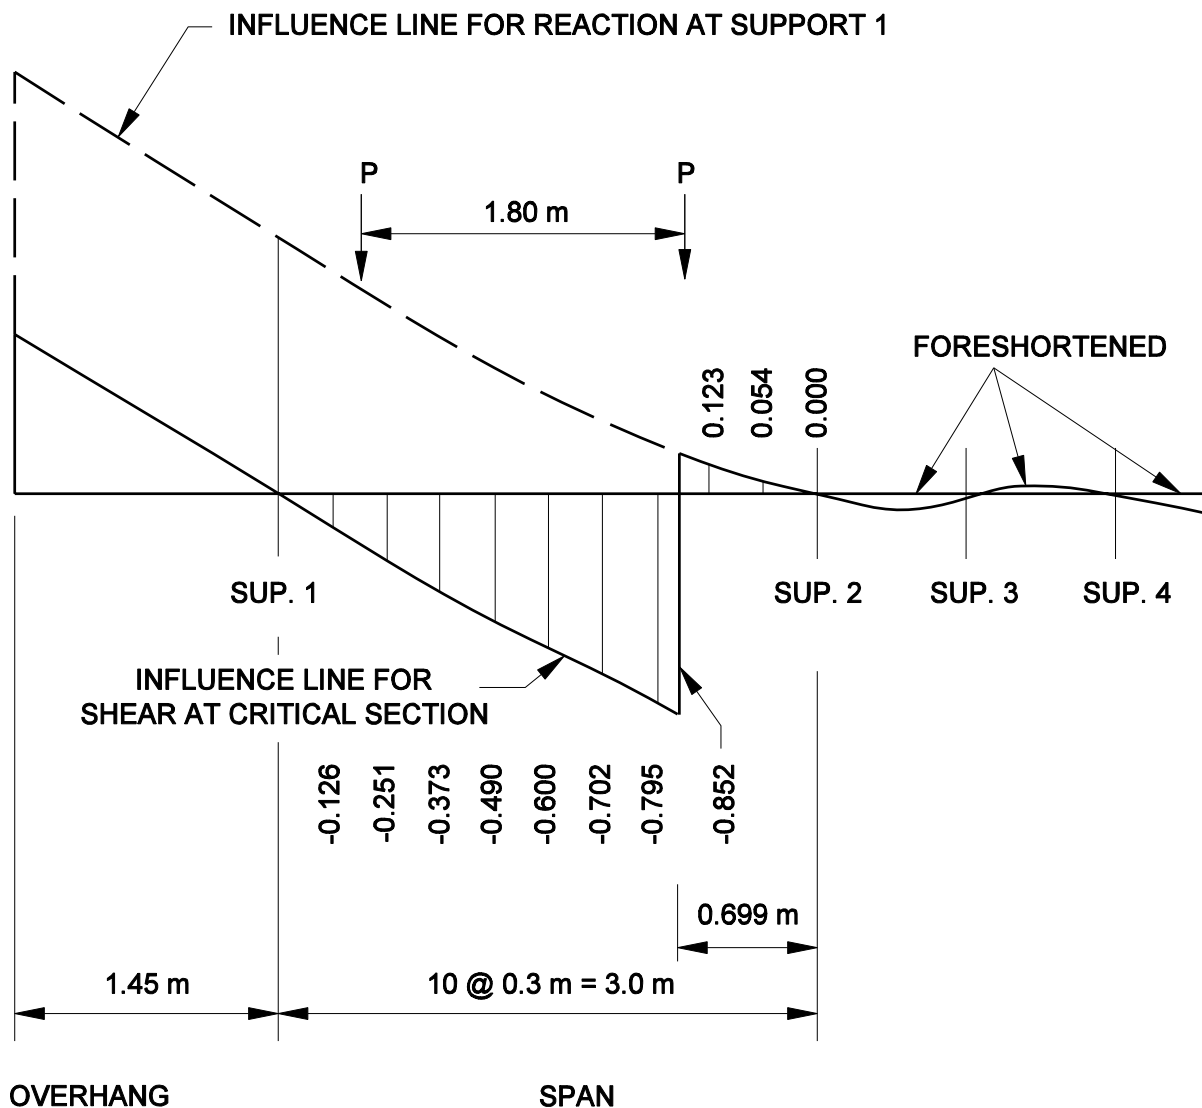 INFLUENCE LINE FOR REACTION AT SUPPORT 1
P
P
1.80 m
FORESHORTENED
0.123
0.054
0.000
SUP. 1
SUP. 2
SUP. 3
SUP. 4
INFLUENCE LINE FOR
SHEAR AT CRITICAL SECTION
-0.126
-0.251
-0.373
-0.490
-0.600
-0.702
-0.795
-0.852
0.699 m
1.45 m
10 @ 0.3 m = 3.0 m
OVERHANG
SPAN